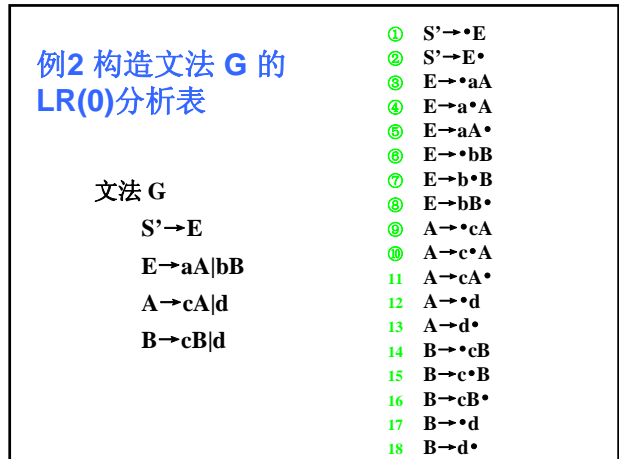 例2 构造文法 G 的
LR(0)分析表
文法 G
S’→E
E→aA|bB
A→cA|d
B→cB|d
① S’→•E
② S’→E•
③ E→•aA
④ E→a•A
⑤ E→aA•
⑥ E→•bB
⑦ E→b•B
⑧ E→bB•
⑨ A→•cA
⑩ A→c•A
11 A→cA•
12 A→•d
13 A→d•
14 B→•cB
15 B→c•B
16 B→cB•
17 B→•d
18 B→d•